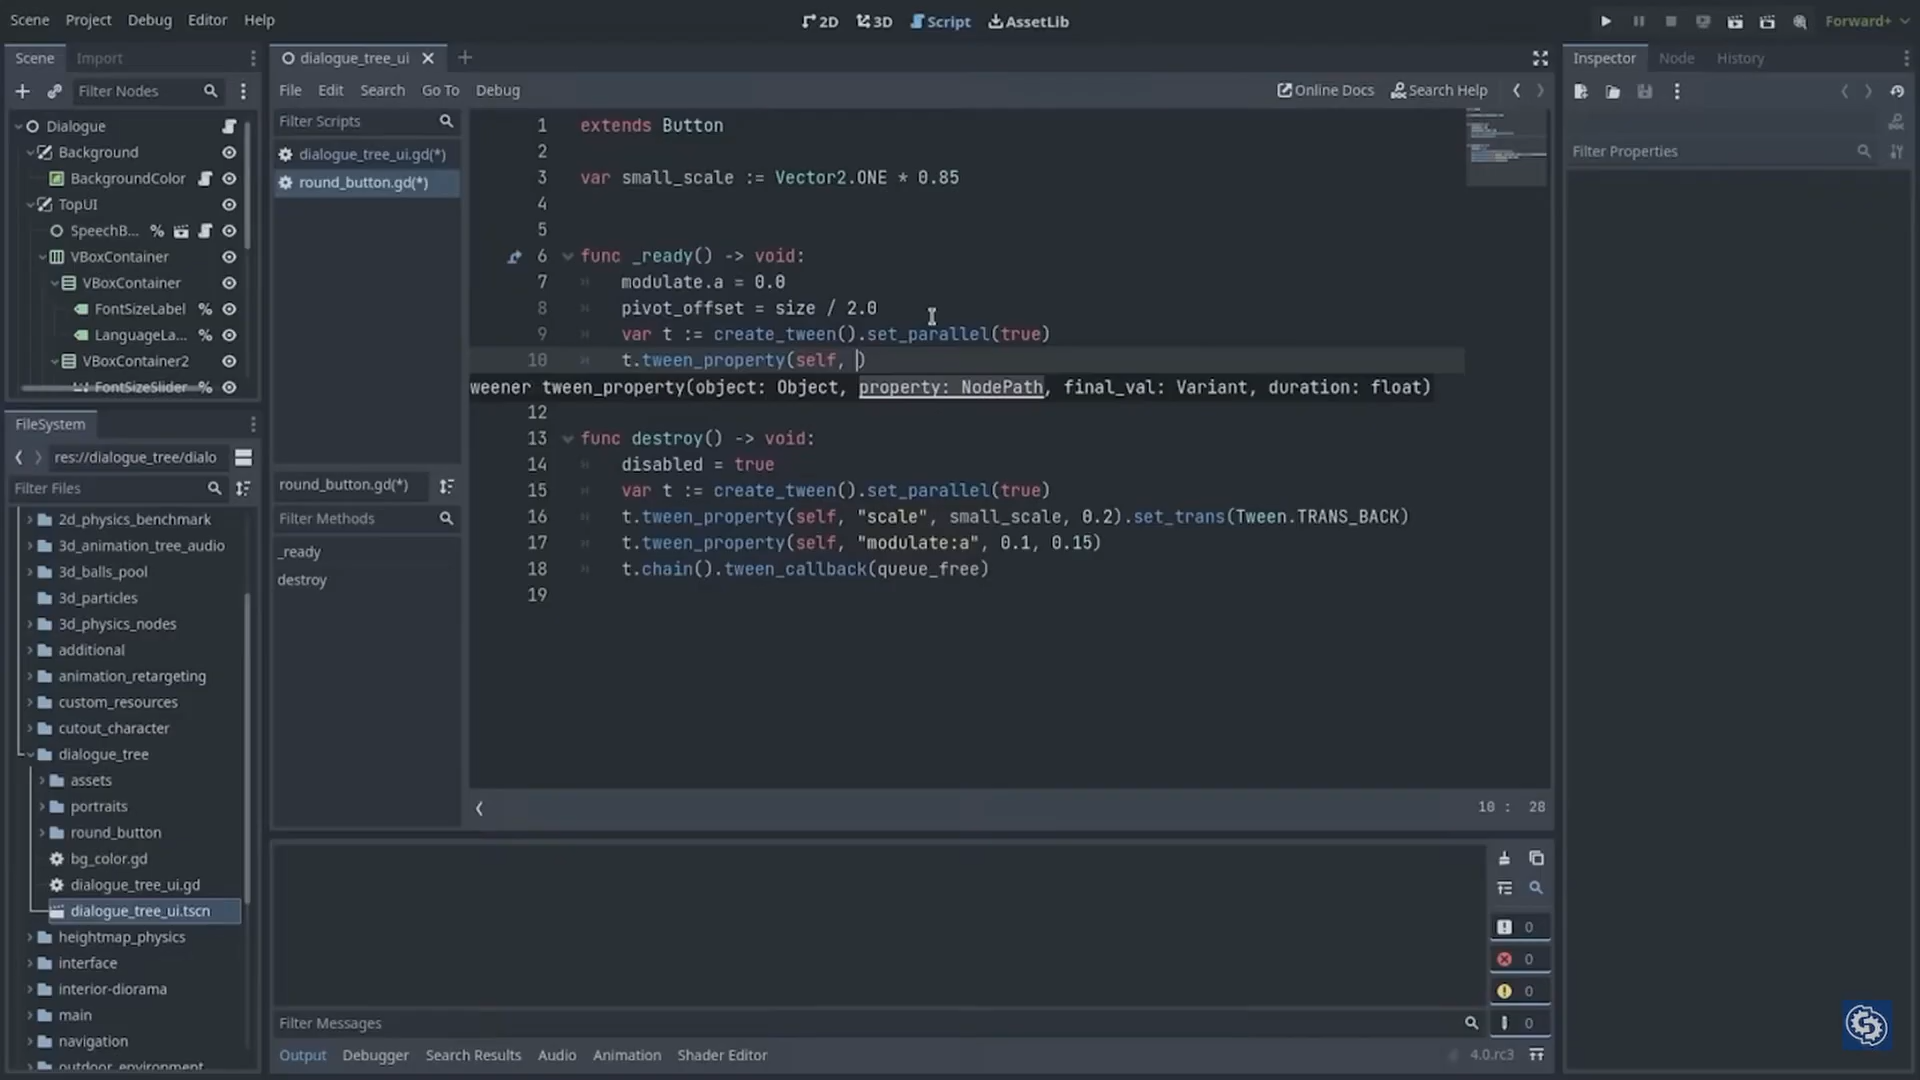 Scene Project Debug Editor Help
2D 3D Script AssetLib
Forward+
Scene Import
Filter Nodes
Dialogue
Background
BackgroundColor
TopUI
SpeechB... %
VBoxContainer
VBoxContainer
FontSizeLabel %
LanguageLa... %
VBoxContainer2
FontSizeSlider
FileSystem
res://dialogue_tree/dialo
Filter Files
2d_physics_benchmark
3d_animation_tree_audio
3d_balls_pool
3d_particles
3d_physics_nodes
additional
animation_retargeting
custom_resources
cutout_character
dialogue_tree
assets
portraits
round_button
bg_color.gd
dialogue_tree_ui.gd
dialogue_tree_ui.tscn
heightmap_physics
interface
interior-diorama
main
navigation
outdoor_environment
dialogue_tree_ui
File Edit Search Go To Debug
Online Docs Search Help
Filter Scripts
dialogue_tree_ui.gd(*)
round_button.gd(*)
round_button.gd(*)
Filter Methods
_ready
destroy
1 extends Button
2
3 var small_scale := Vector2.ONE * 0.85
4
5
6 func _ready() -> void:
7 modulate.a = 0.0
8 pivot_offset = size / 2.0
9 var t := create_tween().set_parallel(true)
10 t.tween_property(self, )
weener tween_property(object: Object, property: NodePath, final_val: Variant, duration: float)
12
13 func destroy() -> void:
14 disabled = true
15 var t := create_tween().set_parallel(true)
16 t.tween_property(self, "scale", small_scale, 0.2).set_trans(Tween.TRANS_BACK)
17 t.tween_property(self, "modulate:a", 0.1, 0.15)
18 t.chain().tween_callback(queue_free)
19
10 : 28
0
0
0
0
Filter Messages
Output Debugger Search Results Audio Animation Shader Editor
4.0.rc3
Inspector Node History
Filter Properties